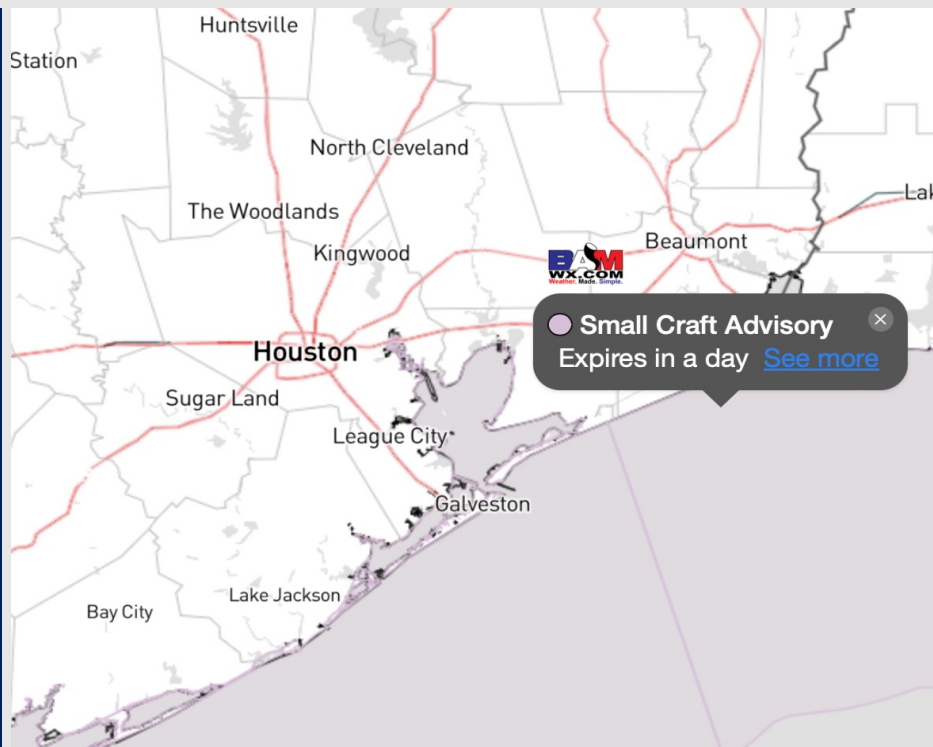 Huntsville
Station
North Cleveland
Lak
The Woodlands
Beaumont
Kingwood
BAM
WX.COM
Weather. Made. Simple.
Small Craft Advisory
Expires in a day See more
Houston
Sugar Land
League City
Galveston
Lake Jackson
Bay City